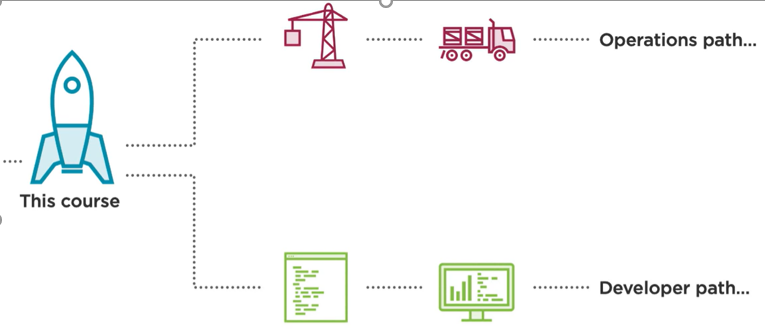 Operations path...
This course
Developer path...